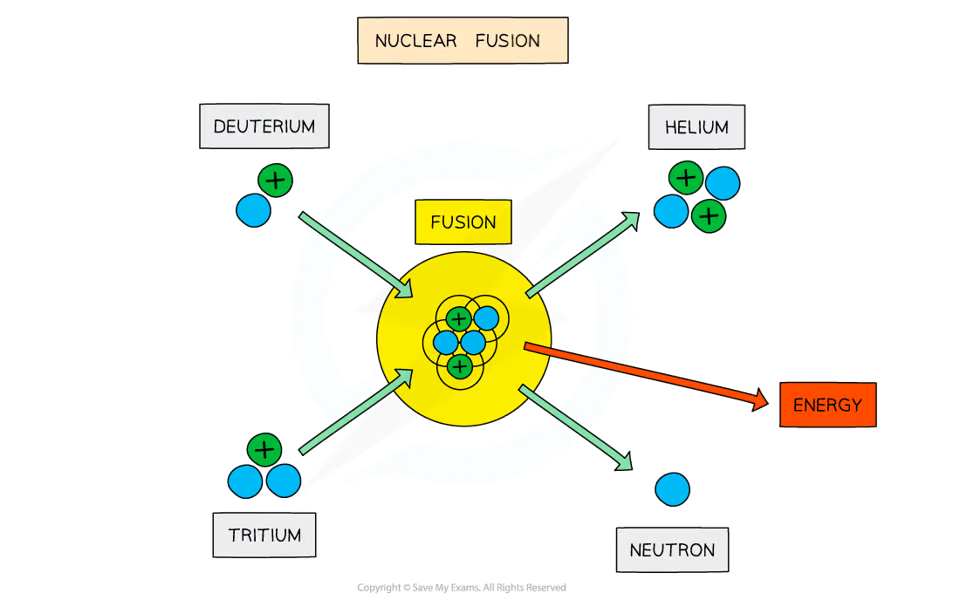 NUCLEAR FUSION
DEUTERIUM
HELIUM
FUSION
ENERGY
TRITIUM
NEUTRON
Copyright © Save My Exams. All Rights Reserved